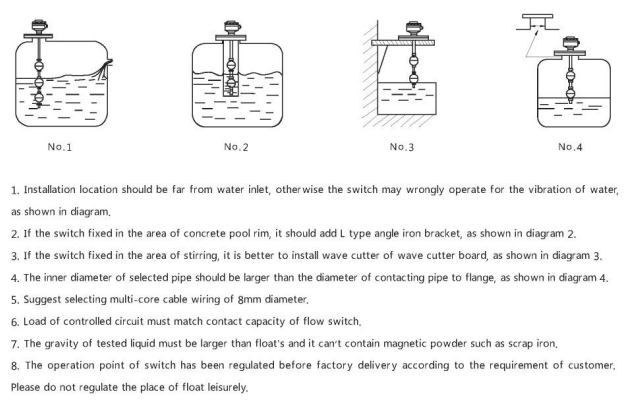 No.1
No.2
No.3
No.4
1. Installation location should be far from water inlet, otherwise the switch may wrongly operate for the vibration of water,
as shown in diagram.
2. If the switch fixed in the area of concrete pool rim, it should add L type angle iron bracket, as shown in diagram 2.
3. If the switch fixed in the area of stirring, it is better to install wave cutter of wave cutter board, as shown in diagram 3.
4. The inner diameter of selected pipe should be larger than the diameter of contacting pipe to flange, as shown in diagram 4.
5. Suggest selecting multi-core cable wiring of 8mm diameter.
6. Load of controlled circuit must match contact capacity of flow switch.
7. The gravity of tested liquid must be larger than float's and it can't contain magnetic powder such as scrap iron.
8. The operation point of switch has been regulated before factory delivery according to the requirement of customer.
Please do not regulate the place of float leisurely.